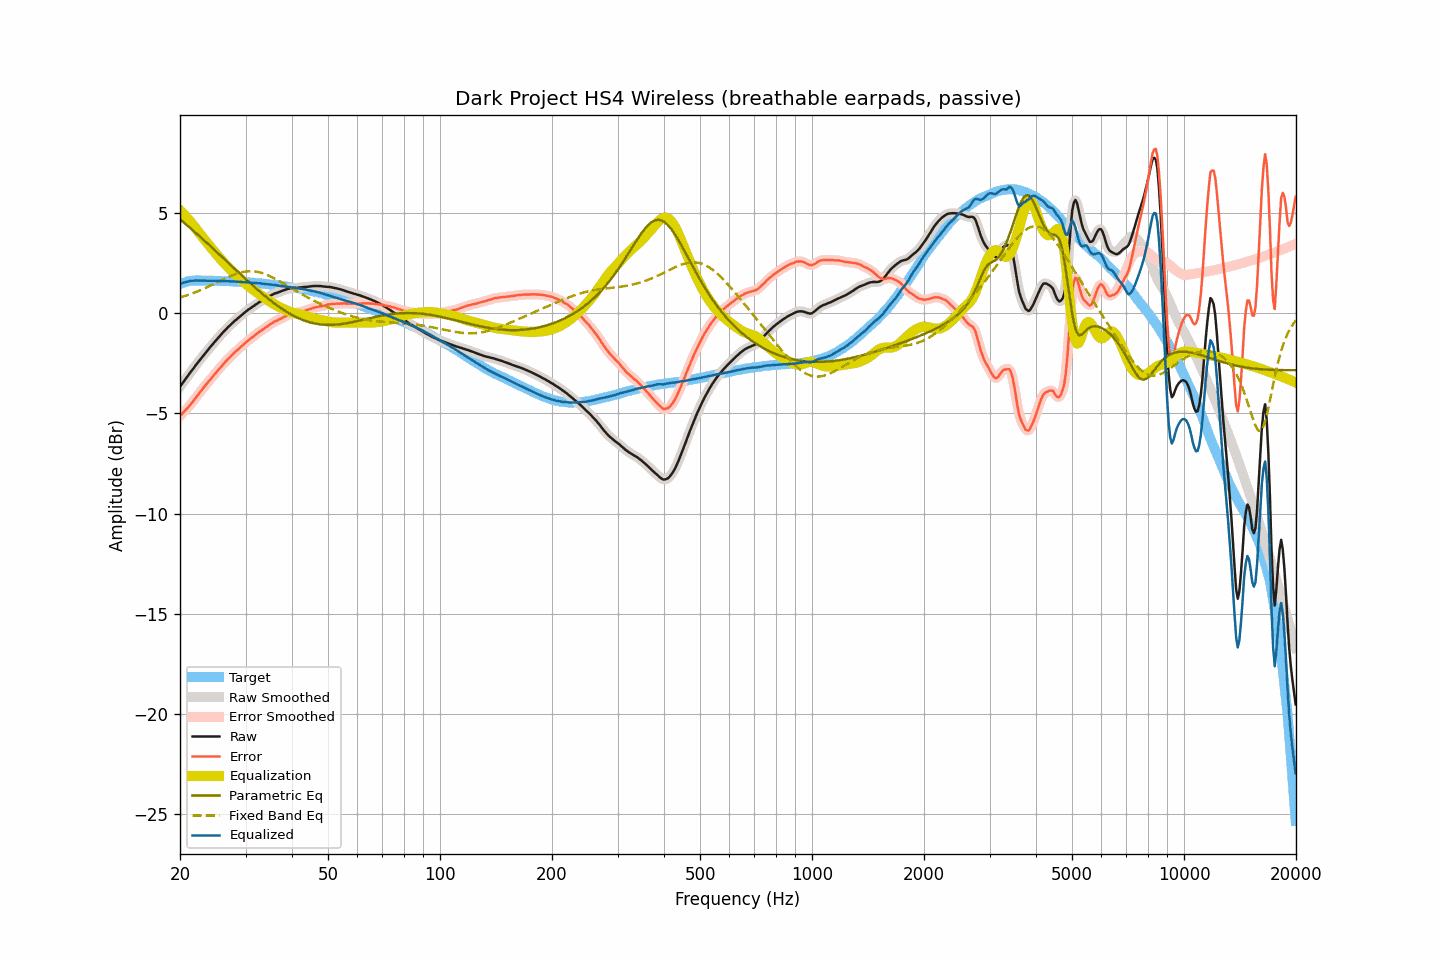 Dark Project HS4 Wireless (breathable earpads, passive)
Amplitude (dBr)
5
0
−5
−10
−15
−20
−25
Target
Raw Smoothed
Error Smoothed
Raw
Error
Equalization
Parametric Eq
Fixed Band Eq
Equalized
20 50 100 200 500 1000 2000 5000 10000 20000
Frequency (Hz)